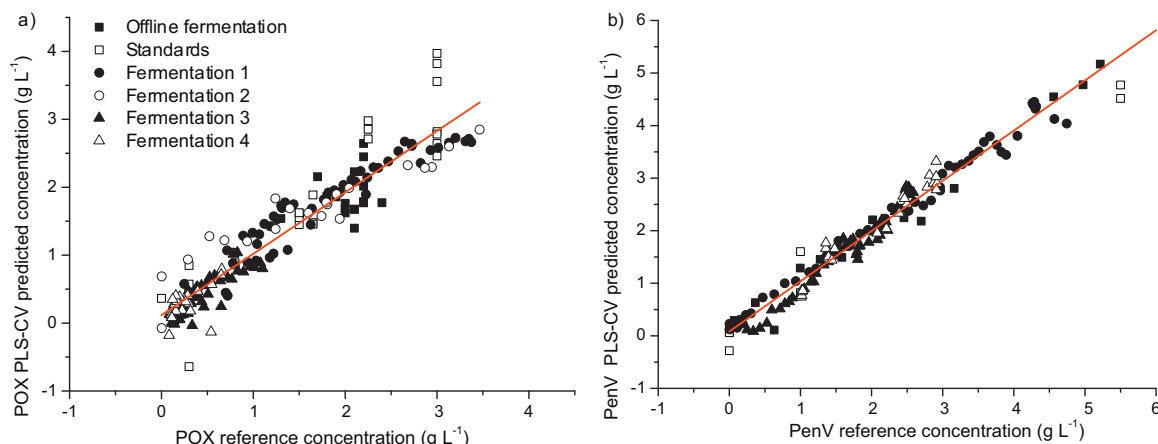 a)
Offline fermentation
Standards
Fermentation 1
Fermentation 2
Fermentation 3
Fermentation 4
4
3
2
1
0
-1
-1
0
1
2
3
4
POX PLS-CV predicted concentration (g L⁻¹)
POX reference concentration (g L⁻¹)
b)
6
5
4
3
2
1
0
-1
-1
0
1
2
3
4
5
6
PenV PLS-CV predicted concentration (g L⁻¹)
PenV reference concentration (g L⁻¹)